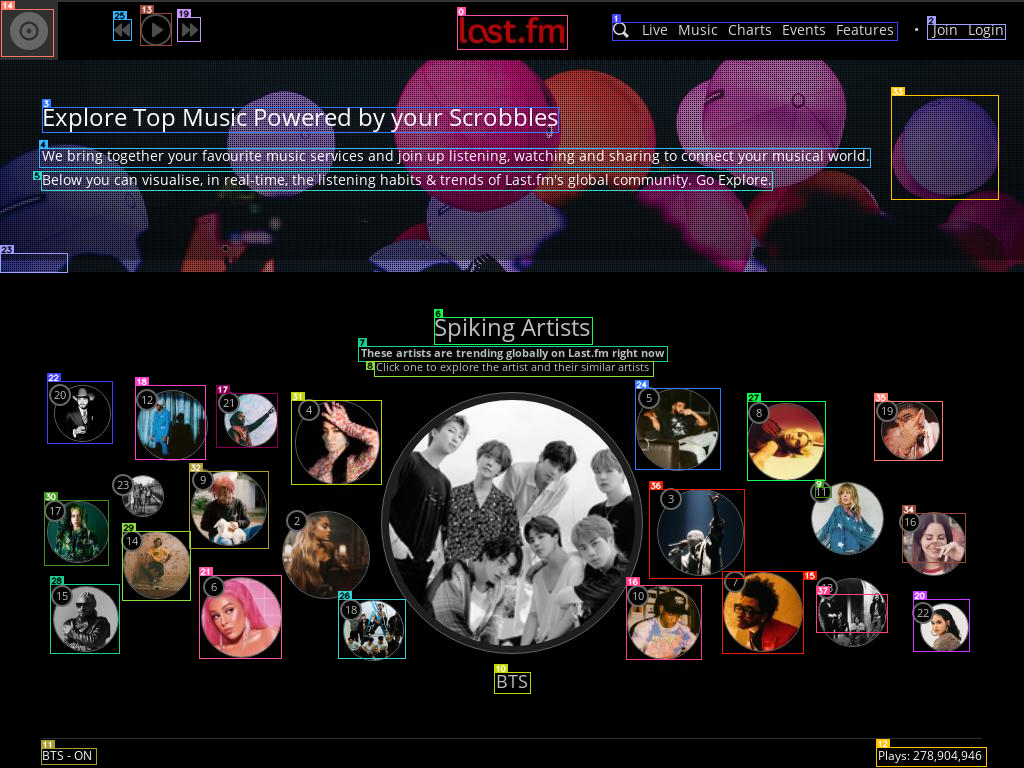 last.fm
Live Music Charts Events Features
Join Login
Explore Top Music Powered by your Scrobbles
We bring together your favourite music services and join up listening, watching and sharing to connect your musical world.
Below you can visualise, in real-time, the listening habits & trends of Last.fm's global community. Go Explore.
Spiking Artists
These artists are trending globally on Last.fm right now
Click one to explore the artist and their similar artists
20
12
21
4
5
8
19
23
9
17
14
2
3
11
16
15
6
18
10
7
22
BTS
BTS - ON
Plays: 278,904,946